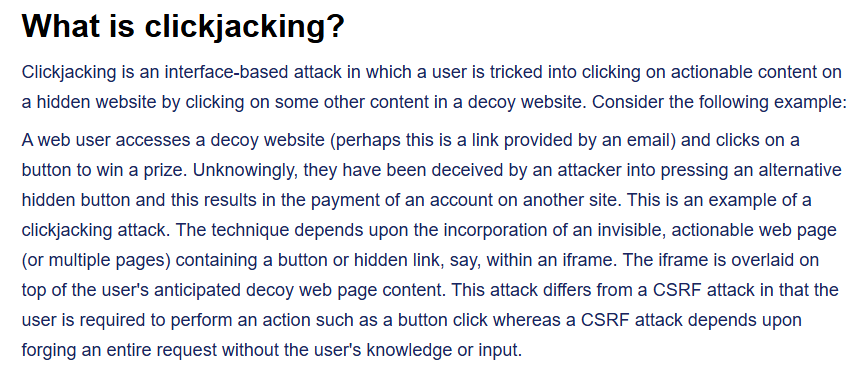 What is clickjacking?
Clickjacking is an interface-based attack in which a user is tricked into clicking on actionable content on
a hidden website by clicking on some other content in a decoy website. Consider the following example:
A web user accesses a decoy website (perhaps this is a link provided by an email) and clicks on a
button to win a prize. Unknowingly, they have been deceived by an attacker into pressing an alternative
hidden button and this results in the payment of an account on another site. This is an example of a
clickjacking attack. The technique depends upon the incorporation of an invisible, actionable web page
(or multiple pages) containing a button or hidden link, say, within an iframe. The iframe is overlaid on
top of the user's anticipated decoy web page content. This attack differs from a CSRF attack in that the
user is required to perform an action such as a button click whereas a CSRF attack depends upon
forging an entire request without the user's knowledge or input.